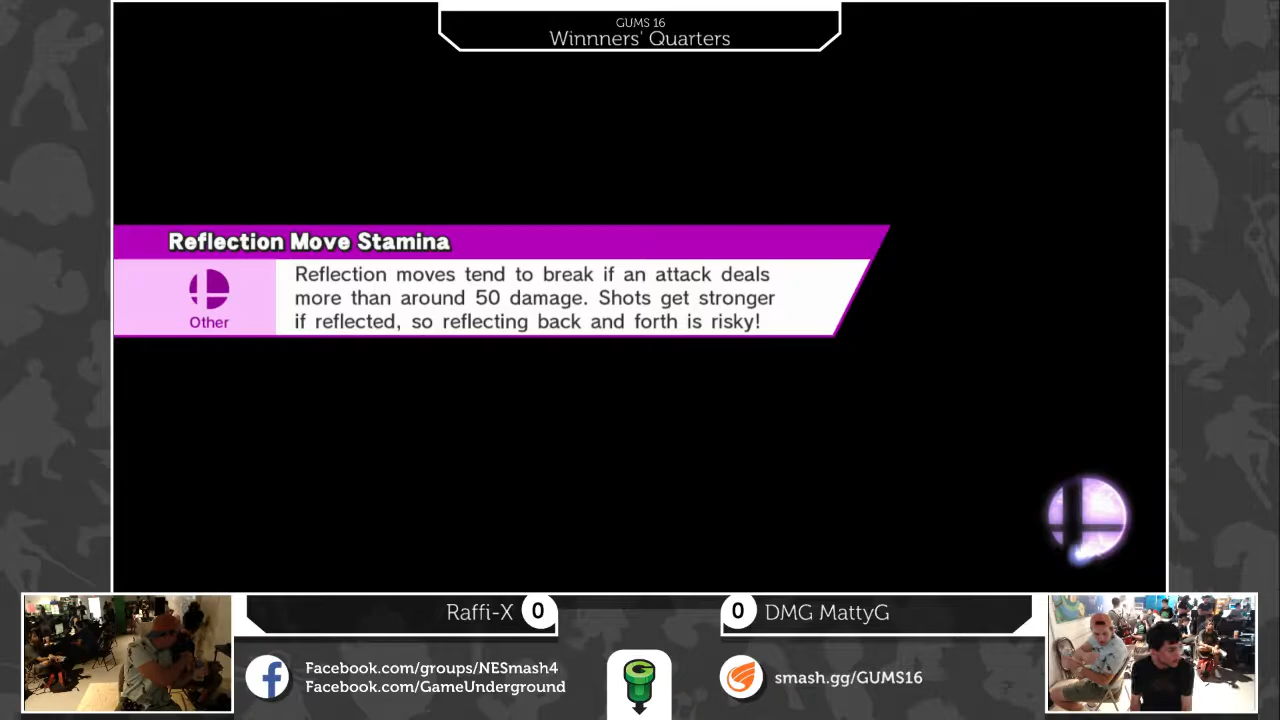 GUMS 16
Winnners' Quarters
Reflection Move Stamina
Other
Reflection moves tend to break if an attack deals
more than around 50 damage. Shots get stronger
if reflected, so reflecting back and forth is risky!
Raffi-X 0
0 DMG MattyG
Facebook.com/groups/NESmash4
Facebook.com/GameUnderground
G
smash.gg/GUMS16